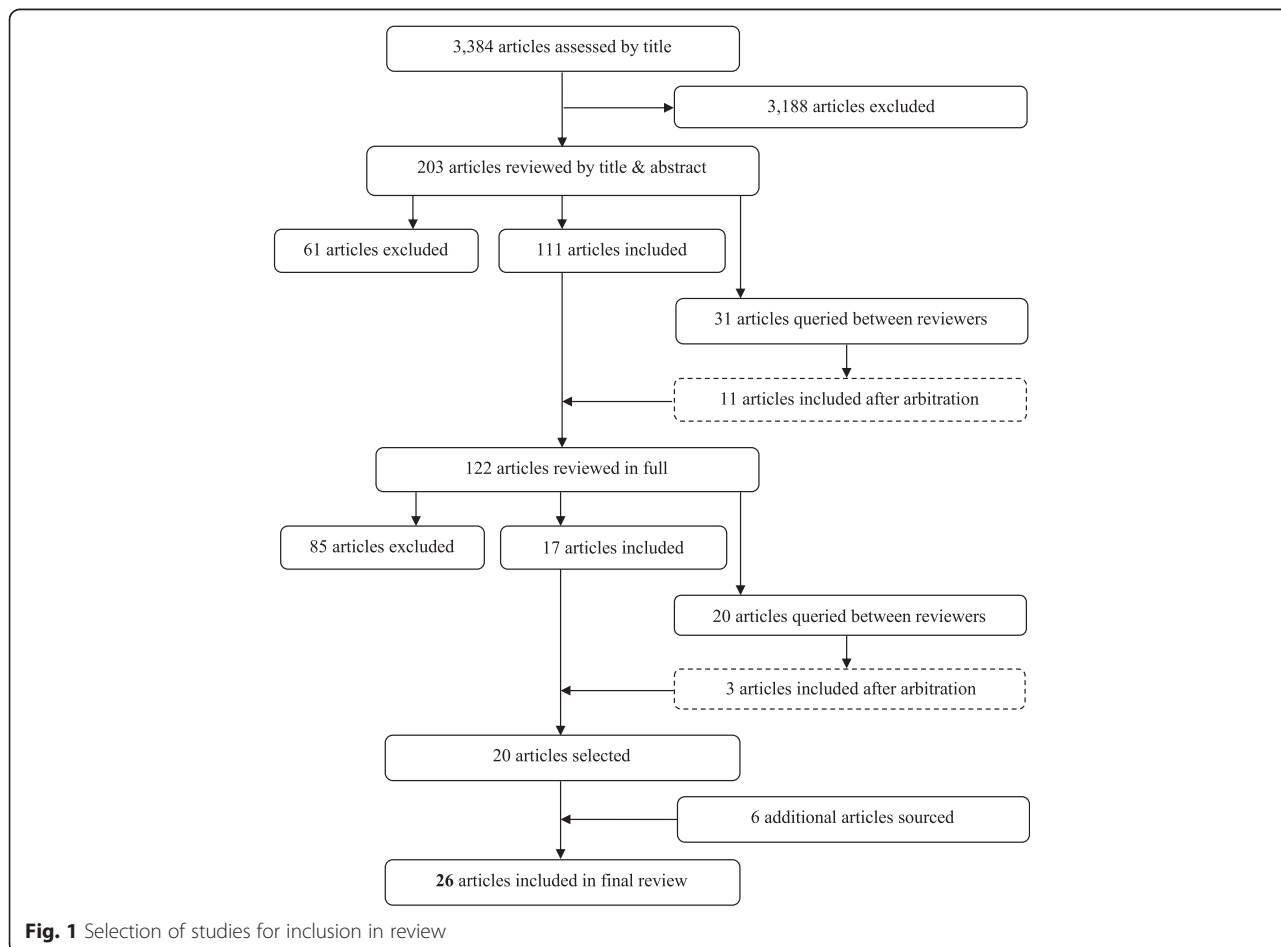 3,384 articles assessed by title
3,188 articles excluded
203 articles reviewed by title & abstract
61 articles excluded
111 articles included
31 articles queried between reviewers
11 articles included after arbitration
122 articles reviewed in full
85 articles excluded
17 articles included
20 articles queried between reviewers
3 articles included after arbitration
20 articles selected
6 additional articles sourced
26 articles included in final review
Fig. 1 Selection of studies for inclusion in review